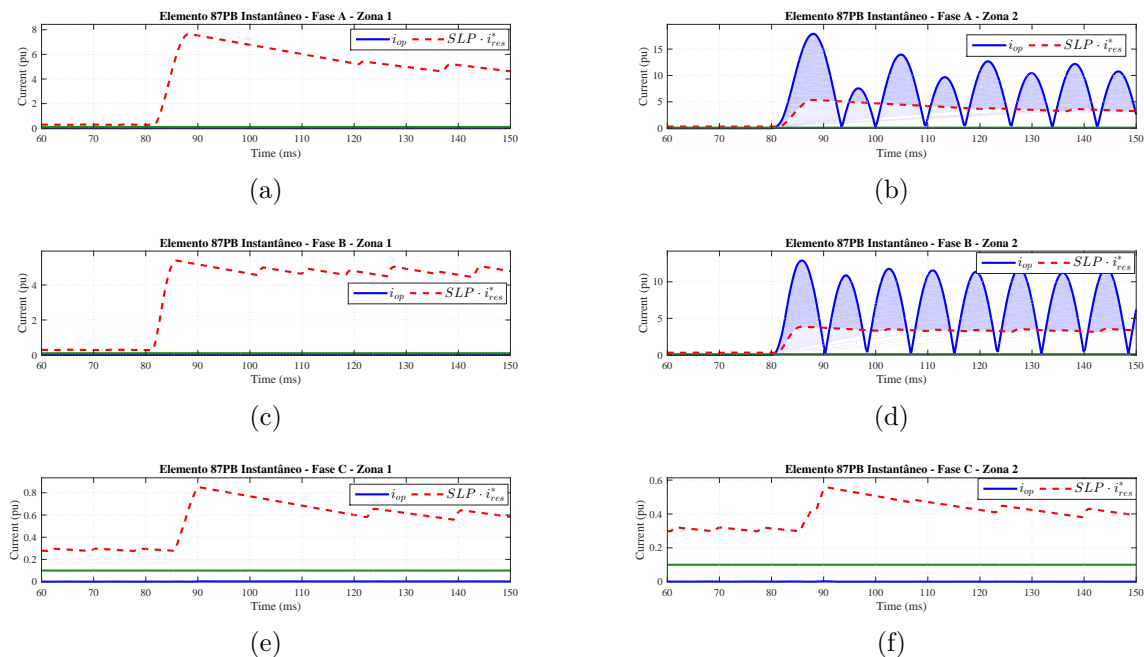 Elemento 87PB Instantâneo - Fase A - Zona 1
Current (pu)
8
6
4
2
0
i_op
SLP · i*_res
60 70 80 90 100 110 120 130 140 150
Time (ms)
(a)
Elemento 87PB Instantâneo - Fase A - Zona 2
Current (pu)
15
10
5
0
i_op
SLP · i*_res
60 70 80 90 100 110 120 130 140 150
Time (ms)
(b)
Elemento 87PB Instantâneo - Fase B - Zona 1
Current (pu)
4
2
0
i_op
SLP · i*_res
60 70 80 90 100 110 120 130 140 150
Time (ms)
(c)
Elemento 87PB Instantâneo - Fase B - Zona 2
Current (pu)
10
5
0
i_op
SLP · i*_res
60 70 80 90 100 110 120 130 140 150
Time (ms)
(d)
Elemento 87PB Instantâneo - Fase C - Zona 1
Current (pu)
0.8
0.6
0.4
0.2
0
i_op
SLP · i*_res
60 70 80 90 100 110 120 130 140 150
Time (ms)
(e)
Elemento 87PB Instantâneo - Fase C - Zona 2
Current (pu)
0.6
0.4
0.2
0
i_op
SLP · i*_res
60 70 80 90 100 110 120 130 140 150
Time (ms)
(f)